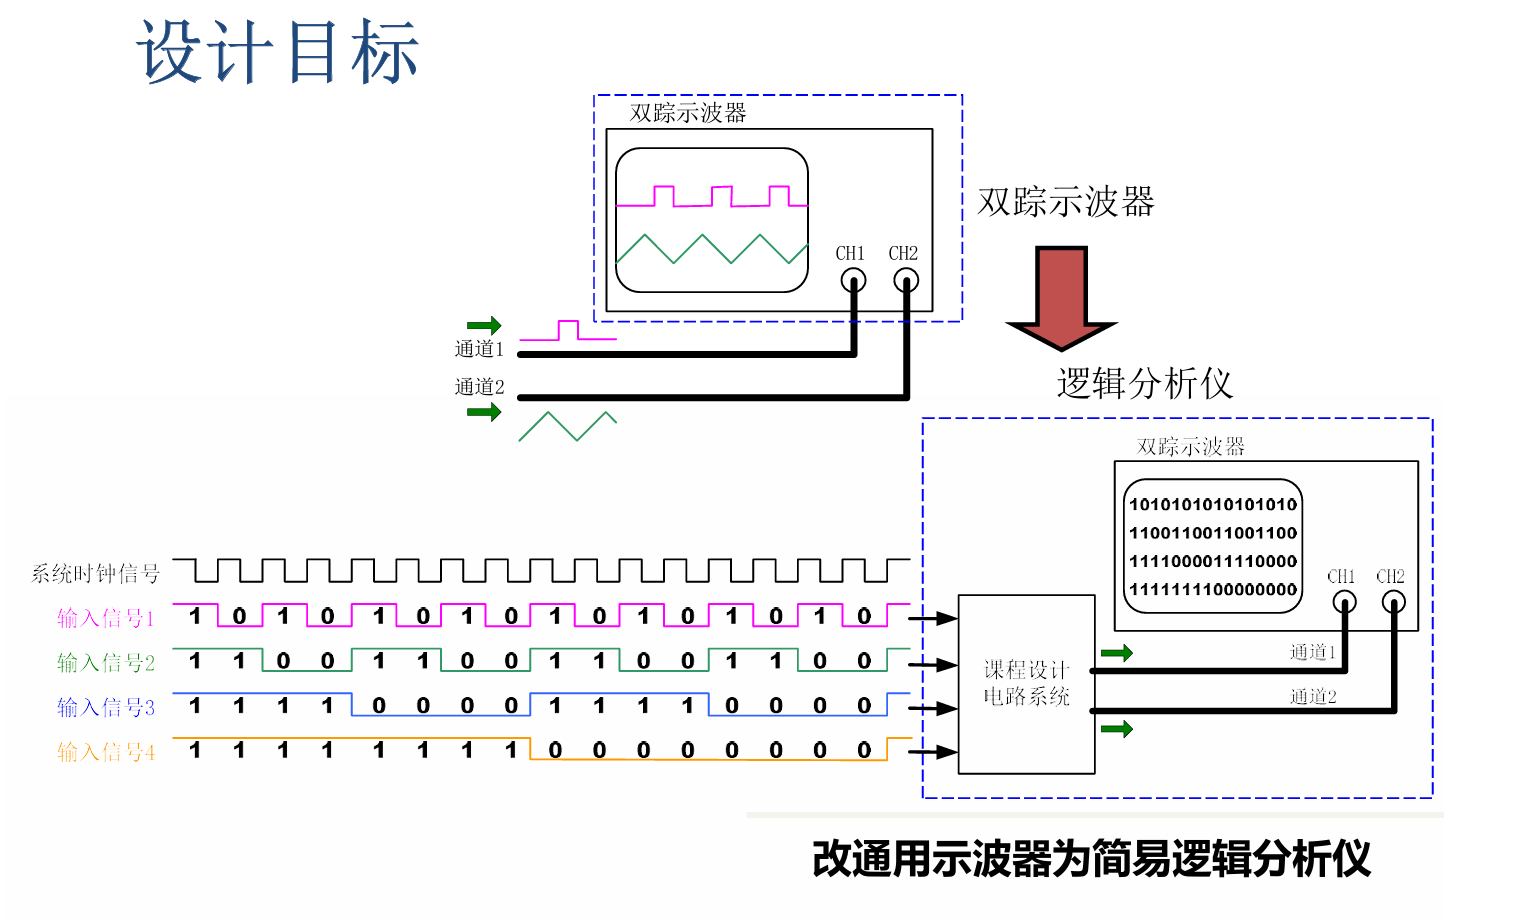 设计目标
双踪示波器
CH1 CH2
双踪示波器
通道1
通道2
逻辑分析仪
双踪示波器
1010101010101010
1100110011001100
1111000011110000
1111111100000000
CH1 CH2
系统时钟信号
输入信号1 1 0 1 0 1 0 1 0 1 0 1 0 1 0 1 0
输入信号2 1 1 0 0 1 1 0 0 1 1 0 0 1 1 0 0
输入信号3 1 1 1 1 0 0 0 0 1 1 1 1 0 0 0 0
输入信号4 1 1 1 1 1 1 1 1 0 0 0 0 0 0 0 0
课程设计
电路系统
通道1
通道2
改通用示波器为简易逻辑分析仪